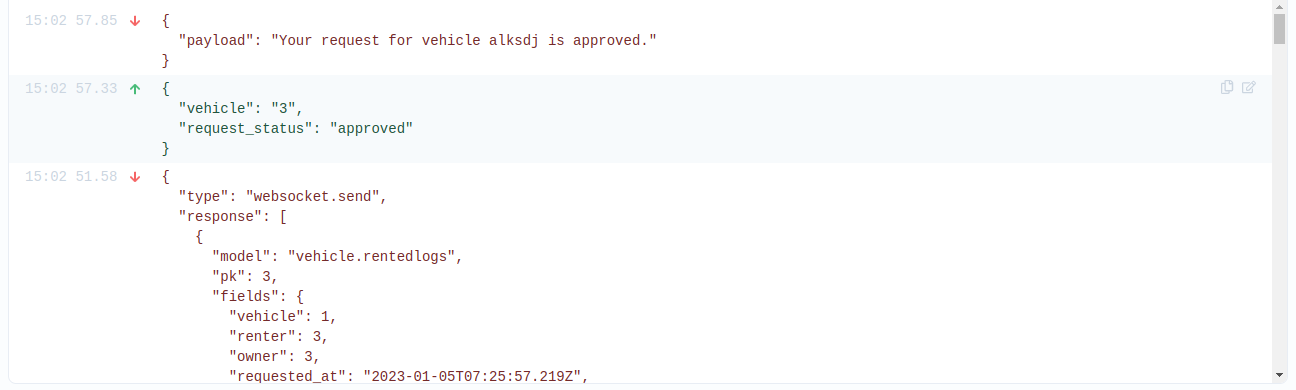 15:02 57.85 {
"payload": "Your request for vehicle alksdj is approved."
}
15:02 57.33 {
"vehicle": "3",
"request_status": "approved"
}
15:02 51.58 {
"type": "websocket.send",
"response": [
{
"model": "vehicle.rentedlogs",
"pk": 3,
"fields": {
"vehicle": 1,
"renter": 3,
"owner": 3,
"requested_at": "2023-01-05T07:25:57.219Z",